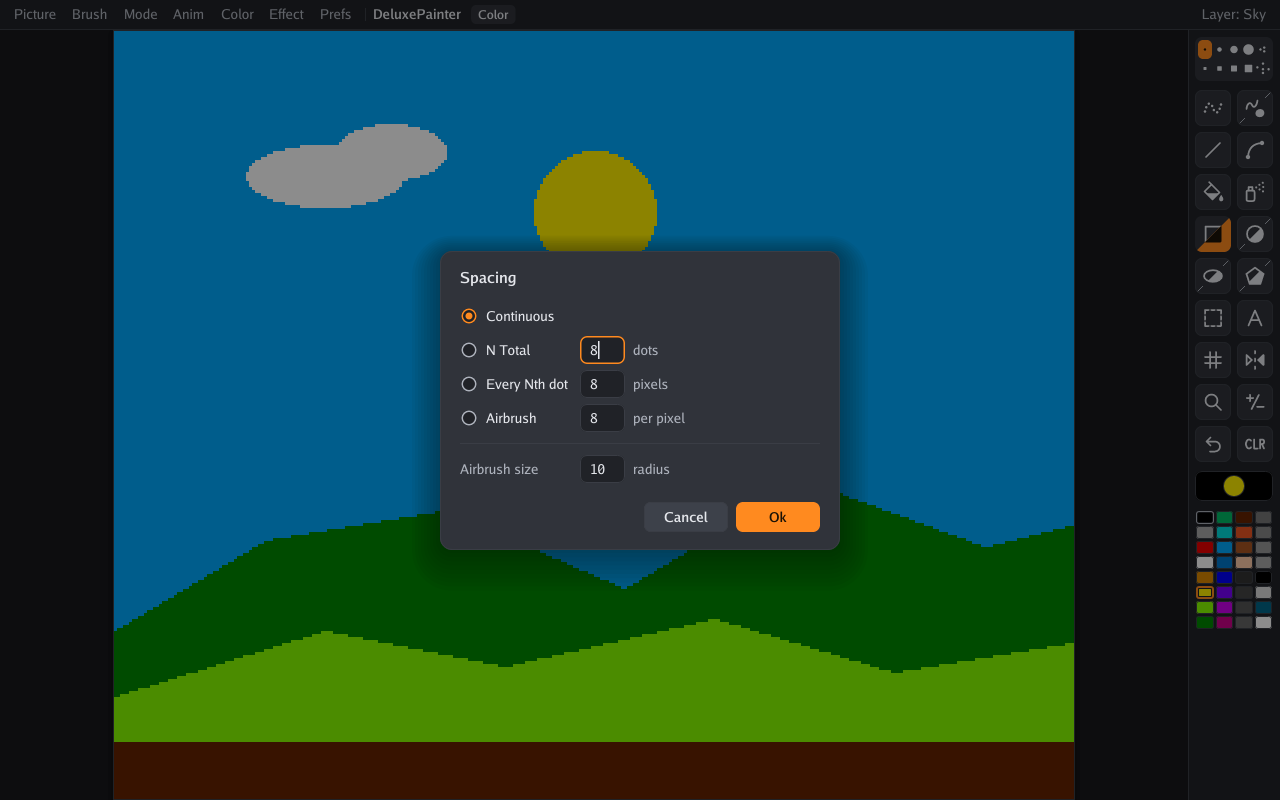 Picture Brush Mode Anim Color Effect Prefs DeluxePainter Color Layer: Sky
Spacing
Continuous
N Total 8 dots
Every Nth dot 8 pixels
Airbrush 8 per pixel
Airbrush size 10 radius
Cancel Ok
A
CLR